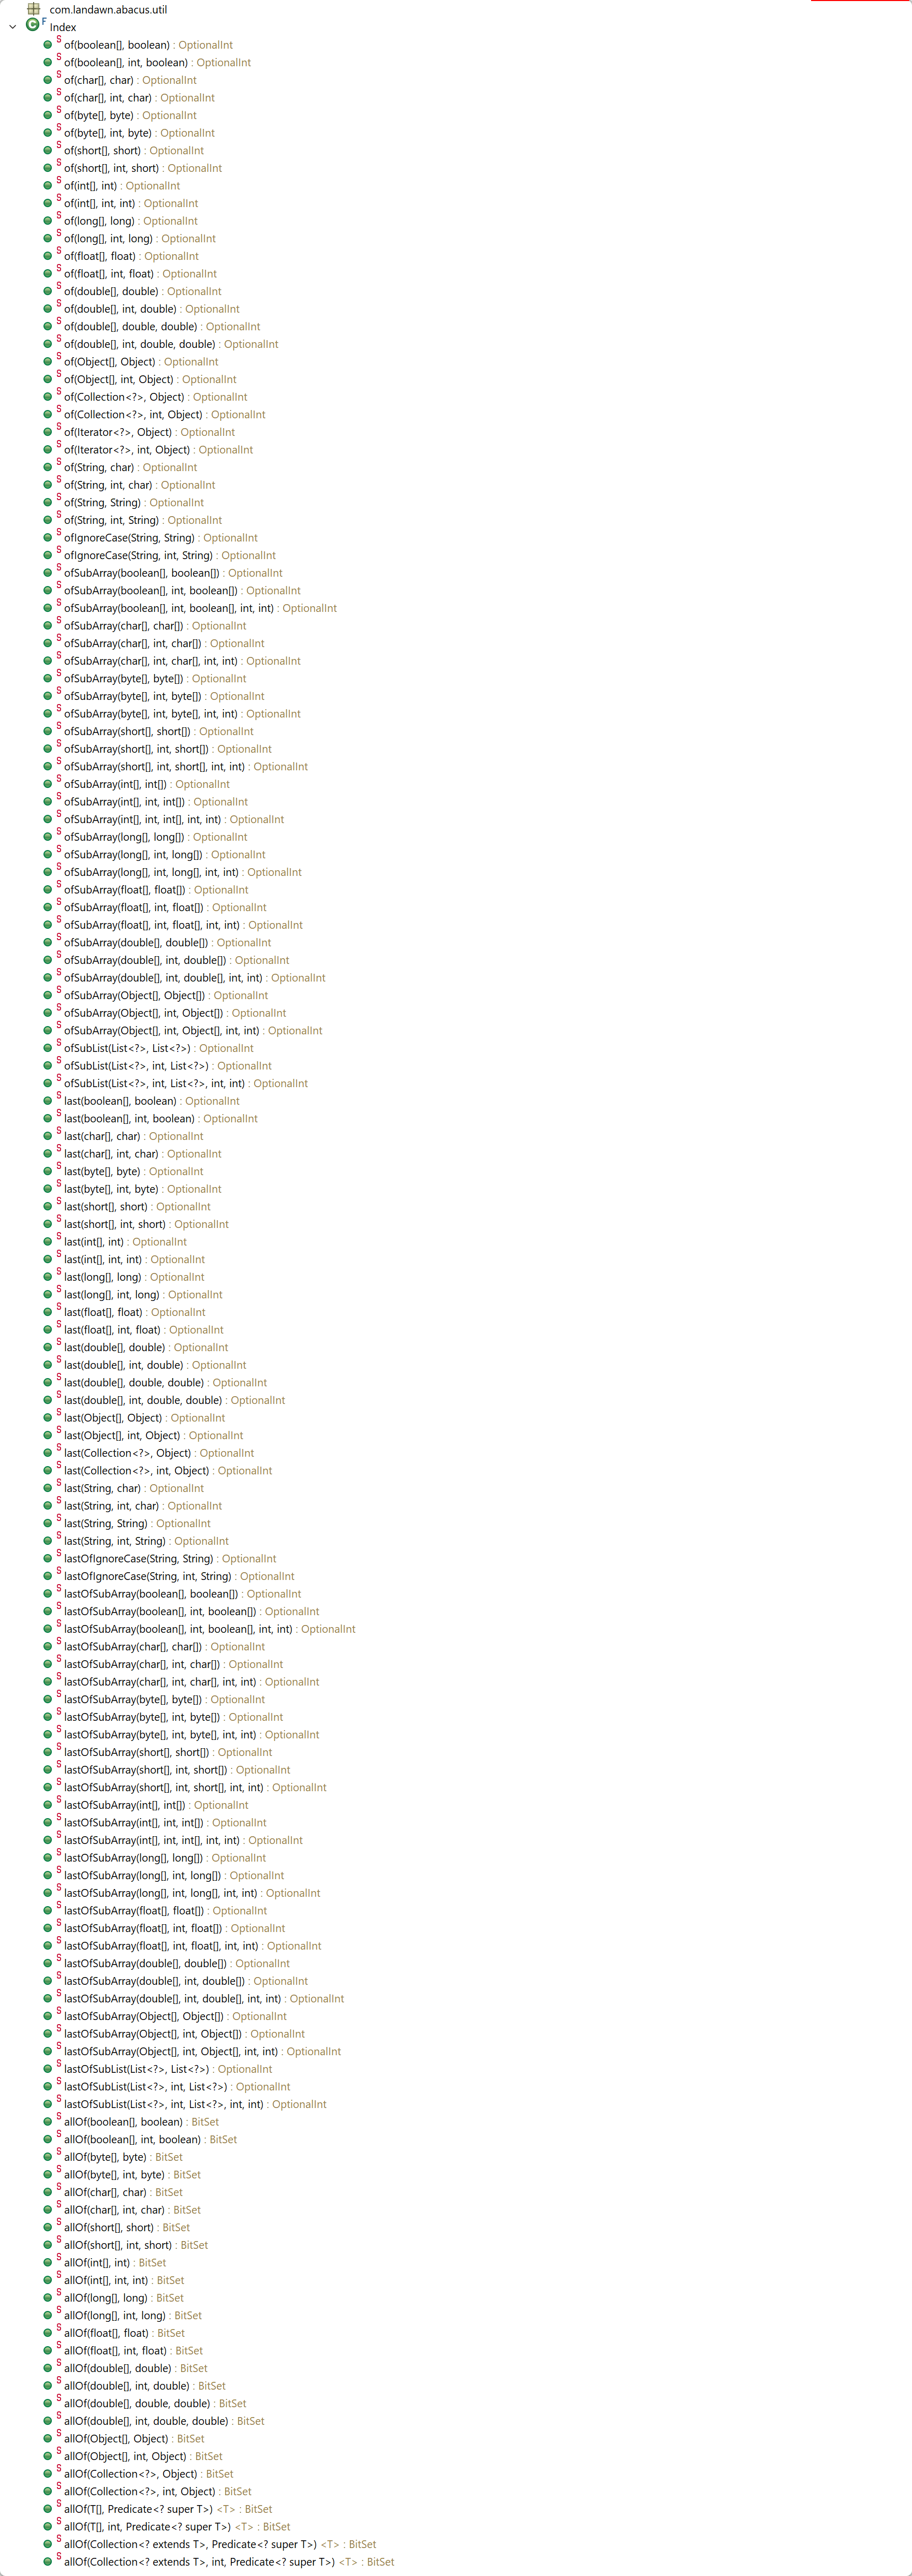 com.landawn.abacus.util
Index
of(boolean[], boolean) : OptionalInt
of(boolean[], int, boolean) : OptionalInt
of(char[], char) : OptionalInt
of(char[], int, char) : OptionalInt
of(byte[], byte) : OptionalInt
of(byte[], int, byte) : OptionalInt
of(short[], short) : OptionalInt
of(short[], int, short) : OptionalInt
of(int[], int) : OptionalInt
of(int[], int, int) : OptionalInt
of(long[], long) : OptionalInt
of(long[], int, long) : OptionalInt
of(float[], float) : OptionalInt
of(float[], int, float) : OptionalInt
of(double[], double) : OptionalInt
of(double[], int, double) : OptionalInt
of(double[], double, double) : OptionalInt
of(double[], int, double, double) : OptionalInt
of(Object[], Object) : OptionalInt
of(Object[], int, Object) : OptionalInt
of(Collection<?>, Object) : OptionalInt
of(Collection<?>, int, Object) : OptionalInt
of(Iterator<?>, Object) : OptionalInt
of(Iterator<?>, int, Object) : OptionalInt
of(String, char) : OptionalInt
of(String, int, char) : OptionalInt
of(String, String) : OptionalInt
of(String, int, String) : OptionalInt
ofIgnoreCase(String, String) : OptionalInt
ofIgnoreCase(String, int, String) : OptionalInt
ofSubArray(boolean[], boolean[]) : OptionalInt
ofSubArray(boolean[], int, boolean[]) : OptionalInt
ofSubArray(boolean[], int, boolean[], int, int) : OptionalInt
ofSubArray(char[], char[]) : OptionalInt
ofSubArray(char[], int, char[]) : OptionalInt
ofSubArray(char[], int, char[], int, int) : OptionalInt
ofSubArray(byte[], byte[]) : OptionalInt
ofSubArray(byte[], int, byte[]) : OptionalInt
ofSubArray(byte[], int, byte[], int, int) : OptionalInt
ofSubArray(short[], short[]) : OptionalInt
ofSubArray(short[], int, short[]) : OptionalInt
ofSubArray(short[], int, short[], int, int) : OptionalInt
ofSubArray(int[], int[]) : OptionalInt
ofSubArray(int[], int, int[]) : OptionalInt
ofSubArray(int[], int, int[], int, int) : OptionalInt
ofSubArray(long[], long[]) : OptionalInt
ofSubArray(long[], int, long[]) : OptionalInt
ofSubArray(long[], int, long[], int, int) : OptionalInt
ofSubArray(float[], float[]) : OptionalInt
ofSubArray(float[], int, float[]) : OptionalInt
ofSubArray(float[], int, float[], int, int) : OptionalInt
ofSubArray(double[], double[]) : OptionalInt
ofSubArray(double[], int, double[]) : OptionalInt
ofSubArray(double[], int, double[], int, int) : OptionalInt
ofSubArray(Object[], Object[]) : OptionalInt
ofSubArray(Object[], int, Object[]) : OptionalInt
ofSubArray(Object[], int, Object[], int, int) : OptionalInt
ofSubList(List<?>, List<?>) : OptionalInt
ofSubList(List<?>, int, List<?>) : OptionalInt
ofSubList(List<?>, int, List<?>, int, int) : OptionalInt
last(boolean[], boolean) : OptionalInt
last(boolean[], int, boolean) : OptionalInt
last(char[], char) : OptionalInt
last(char[], int, char) : OptionalInt
last(byte[], byte) : OptionalInt
last(byte[], int, byte) : OptionalInt
last(short[], short) : OptionalInt
last(short[], int, short) : OptionalInt
last(int[], int) : OptionalInt
last(int[], int, int) : OptionalInt
last(long[], long) : OptionalInt
last(long[], int, long) : OptionalInt
last(float[], float) : OptionalInt
last(float[], int, float) : OptionalInt
last(double[], double) : OptionalInt
last(double[], int, double) : OptionalInt
last(double[], double, double) : OptionalInt
last(double[], int, double, double) : OptionalInt
last(Object[], Object) : OptionalInt
last(Object[], int, Object) : OptionalInt
last(Collection<?>, Object) : OptionalInt
last(Collection<?>, int, Object) : OptionalInt
last(String, char) : OptionalInt
last(String, int, char) : OptionalInt
last(String, String) : OptionalInt
last(String, int, String) : OptionalInt
lastOfIgnoreCase(String, String) : OptionalInt
lastOfIgnoreCase(String, int, String) : OptionalInt
lastOfSubArray(boolean[], boolean[]) : OptionalInt
lastOfSubArray(boolean[], int, boolean[]) : OptionalInt
lastOfSubArray(boolean[], int, boolean[], int, int) : OptionalInt
lastOfSubArray(char[], char[]) : OptionalInt
lastOfSubArray(char[], int, char[]) : OptionalInt
lastOfSubArray(char[], int, char[], int, int) : OptionalInt
lastOfSubArray(byte[], byte[]) : OptionalInt
lastOfSubArray(byte[], int, byte[]) : OptionalInt
lastOfSubArray(byte[], int, byte[], int, int) : OptionalInt
lastOfSubArray(short[], short[]) : OptionalInt
lastOfSubArray(short[], int, short[]) : OptionalInt
lastOfSubArray(short[], int, short[], int, int) : OptionalInt
lastOfSubArray(int[], int[]) : OptionalInt
lastOfSubArray(int[], int, int[]) : OptionalInt
lastOfSubArray(int[], int, int[], int, int) : OptionalInt
lastOfSubArray(long[], long[]) : OptionalInt
lastOfSubArray(long[], int, long[]) : OptionalInt
lastOfSubArray(long[], int, long[], int, int) : OptionalInt
lastOfSubArray(float[], float[]) : OptionalInt
lastOfSubArray(float[], int, float[]) : OptionalInt
lastOfSubArray(float[], int, float[], int, int) : OptionalInt
lastOfSubArray(double[], double[]) : OptionalInt
lastOfSubArray(double[], int, double[]) : OptionalInt
lastOfSubArray(double[], int, double[], int, int) : OptionalInt
lastOfSubArray(Object[], Object[]) : OptionalInt
lastOfSubArray(Object[], int, Object[]) : OptionalInt
lastOfSubArray(Object[], int, Object[], int, int) : OptionalInt
lastOfSubList(List<?>, List<?>) : OptionalInt
lastOfSubList(List<?>, int, List<?>) : OptionalInt
lastOfSubList(List<?>, int, List<?>, int, int) : OptionalInt
allOf(boolean[], boolean) : BitSet
allOf(boolean[], int, boolean) : BitSet
allOf(byte[], byte) : BitSet
allOf(byte[], int, byte) : BitSet
allOf(char[], char) : BitSet
allOf(char[], int, char) : BitSet
allOf(short[], short) : BitSet
allOf(short[], int, short) : BitSet
allOf(int[], int) : BitSet
allOf(int[], int, int) : BitSet
allOf(long[], long) : BitSet
allOf(long[], int, long) : BitSet
allOf(float[], float) : BitSet
allOf(float[], int, float) : BitSet
allOf(double[], double) : BitSet
allOf(double[], int, double) : BitSet
allOf(double[], double, double) : BitSet
allOf(double[], int, double, double) : BitSet
allOf(Object[], Object) : BitSet
allOf(Object[], int, Object) : BitSet
allOf(Collection<?>, Object) : BitSet
allOf(Collection<?>, int, Object) : BitSet
allOf(T[], Predicate<? super T>) <T> : BitSet
allOf(T[], int, Predicate<? super T>) <T> : BitSet
allOf(Collection<? extends T>, Predicate<? super T>) <T> : BitSet
allOf(Collection<? extends T>, int, Predicate<? super T>) <T> : BitSet